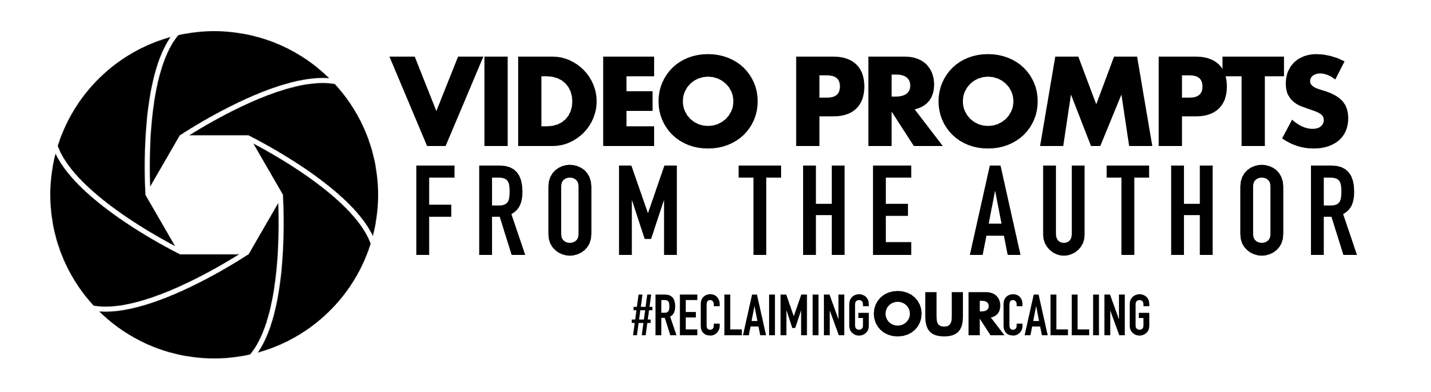 VIDEO PROMPTS
FROM THE AUTHOR
#RECLAIMINGOURCALLING